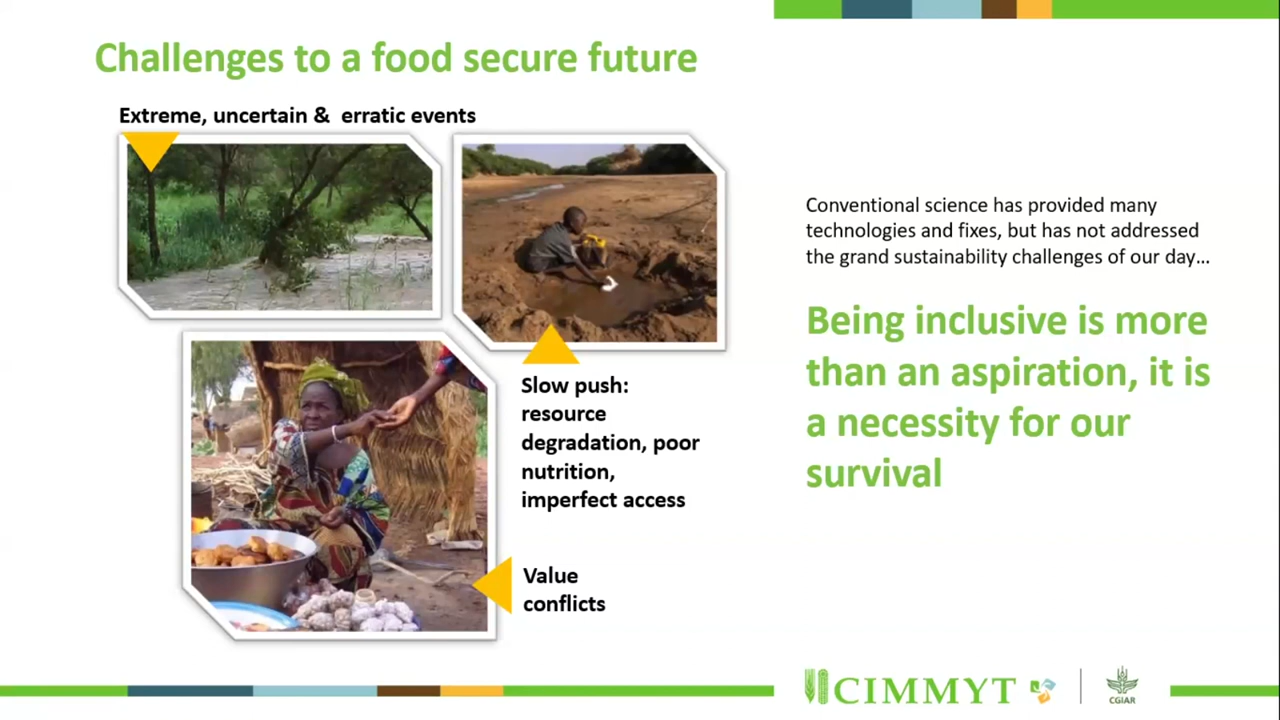 Challenges to a food secure future
Extreme, uncertain & erratic events
Slow push:
resource
degradation, poor
nutrition,
imperfect access
Value
conflicts
Conventional science has provided many
technologies and fixes, but has not addressed
the grand sustainability challenges of our day...
Being inclusive is more
than an aspiration, it is
a necessity for our
survival
CIMMYT
CGIAR